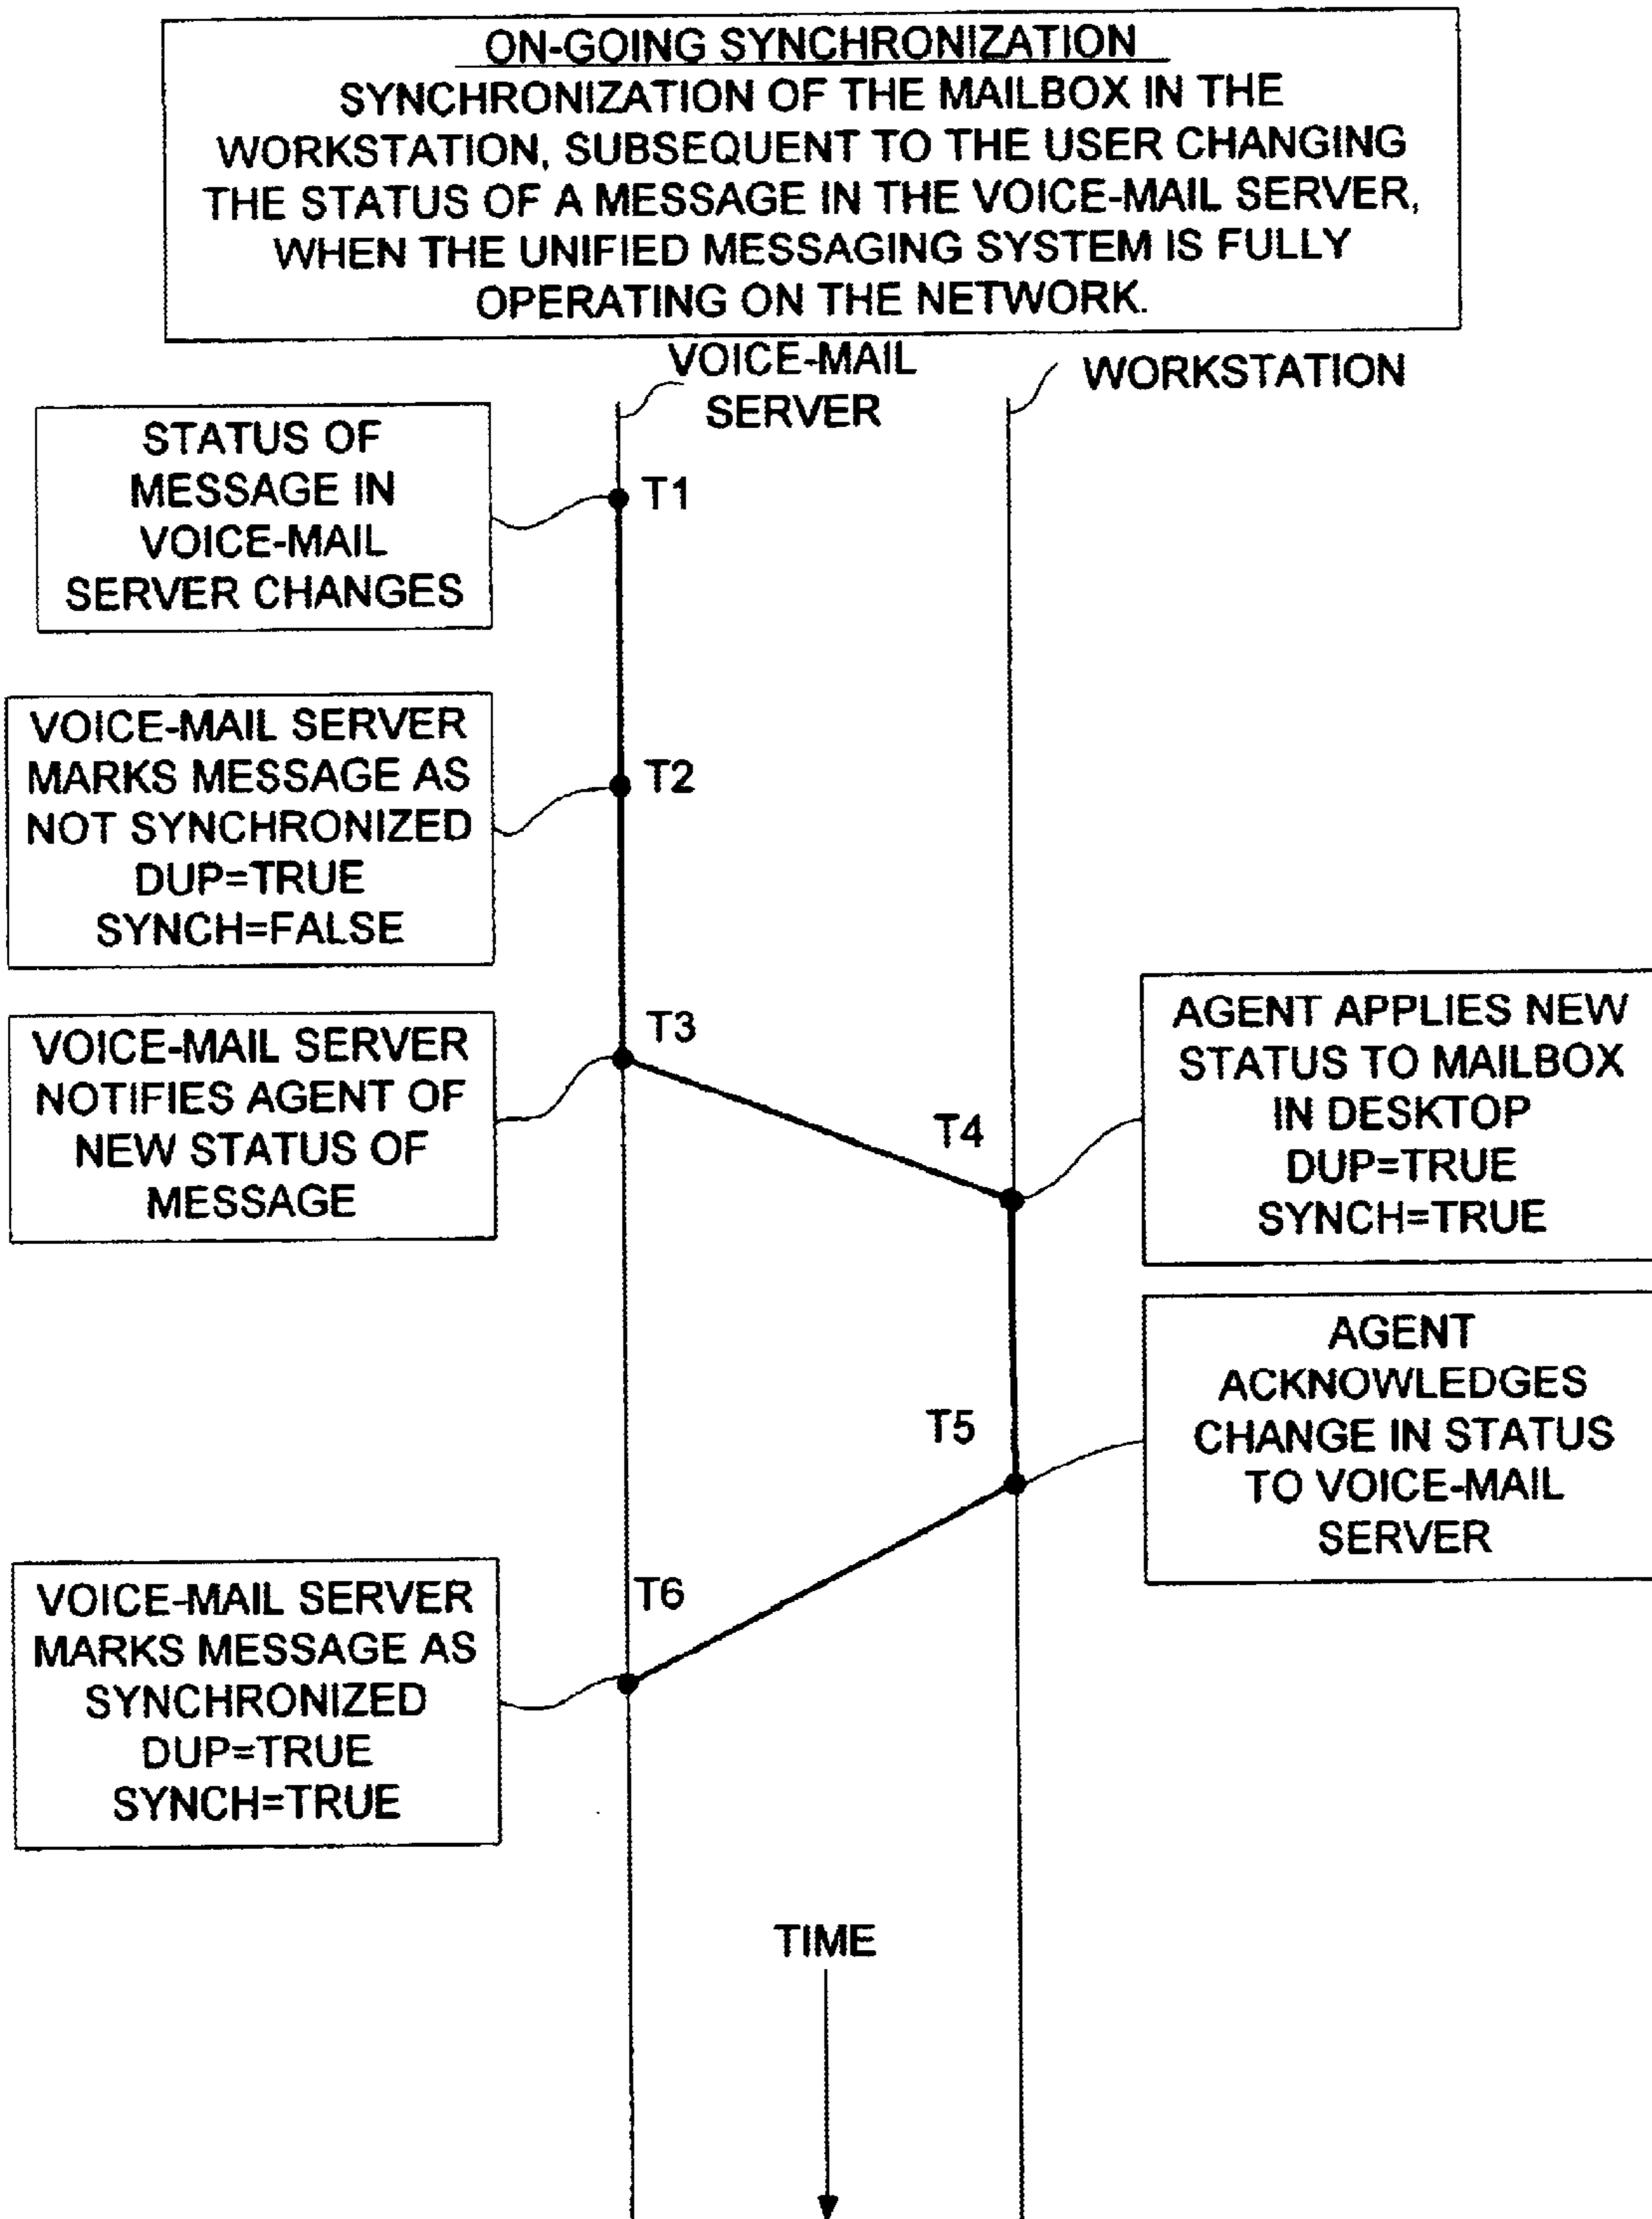 ON-GOING SYNCHRONIZATION
SYNCHRONIZATION OF THE MAILBOX IN THE
WORKSTATION, SUBSEQUENT TO THE USER CHANGING
THE STATUS OF A MESSAGE IN THE VOICE-MAIL SERVER,
WHEN THE UNIFIED MESSAGING SYSTEM IS FULLY
OPERATING ON THE NETWORK.
VOICE-MAIL
SERVER
WORKSTATION
STATUS OF
MESSAGE IN
VOICE-MAIL
SERVER CHANGES
T1
VOICE-MAIL SERVER
MARKS MESSAGE AS
NOT SYNCHRONIZED
DUP=TRUE
SYNCH=FALSE
T2
VOICE-MAIL SERVER
NOTIFIES AGENT OF
NEW STATUS OF
MESSAGE
T3
T4
AGENT APPLIES NEW
STATUS TO MAILBOX
IN DESKTOP
DUP=TRUE
SYNCH=TRUE
T5
AGENT
ACKNOWLEDGES
CHANGE IN STATUS
TO VOICE-MAIL
SERVER
VOICE-MAIL SERVER
MARKS MESSAGE AS
SYNCHRONIZED
DUP=TRUE
SYNCH=TRUE
T6
TIME